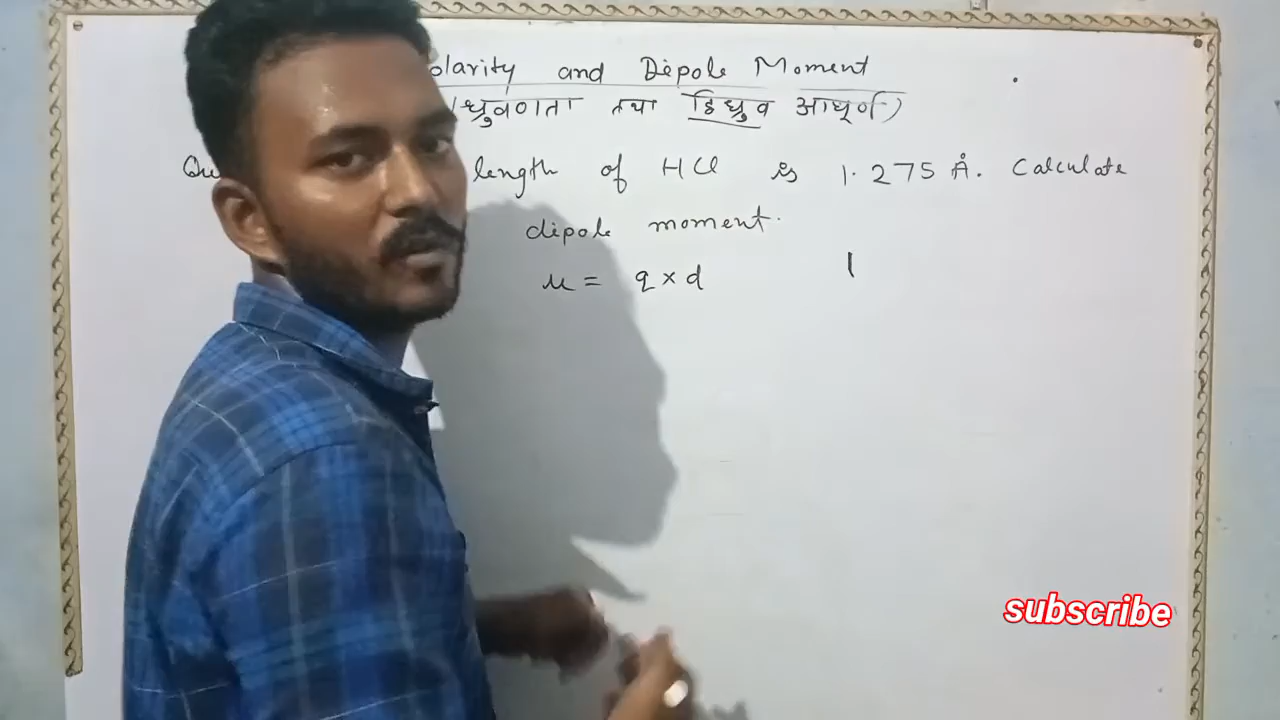 olarity and Dipole Moment
ध्रुवणता तथा द्विध्रुव आघूर्ण (-)
Qu length of HCl is 1.275 Å. Calculate
dipole moment.
μ = q × d
subscribe